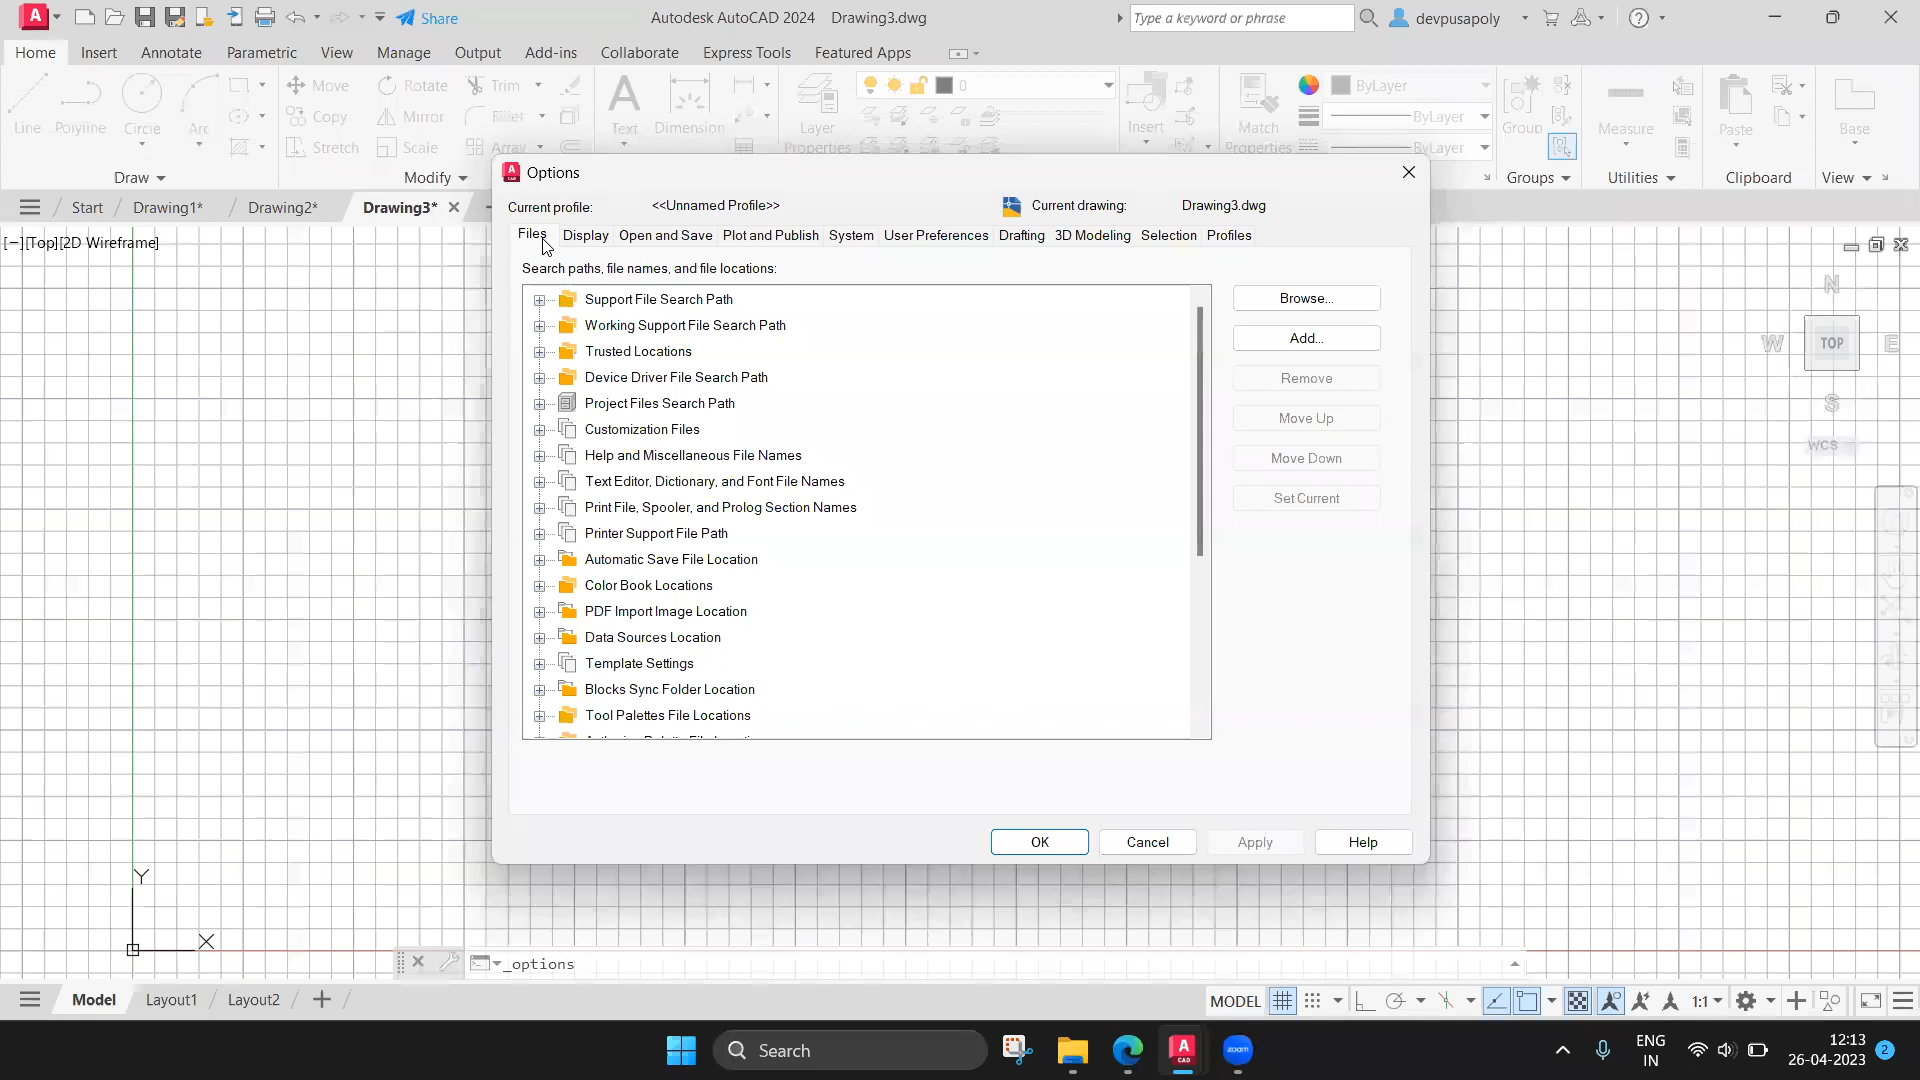 Share
Autodesk AutoCAD 2024 Drawing3.dwg
Type a keyword or phrase
devpusapoly
Home Insert Annotate Parametric View Manage Output Add-ins Collaborate Express Tools Featured Apps
Move Rotate Trim
Copy Mirror Fillet
Stretch Scale Array
Line Polyline Circle Arc
Text Dimension
Layer Properties
0
Insert
Match Properties
ByLayer
ByLayer
ByLayer
Group
Measure
Paste
Base
Draw Modify Groups Utilities Clipboard View
Start Drawing1* Drawing2* Drawing3*
[−][Top][2D Wireframe]
Options
Current profile: <<Unnamed Profile>> Current drawing: Drawing3.dwg
Files Display Open and Save Plot and Publish System User Preferences Drafting 3D Modeling Selection Profiles
Search paths, file names, and file locations:
Support File Search Path
Working Support File Search Path
Trusted Locations
Device Driver File Search Path
Project Files Search Path
Customization Files
Help and Miscellaneous File Names
Text Editor, Dictionary, and Font File Names
Print File, Spooler, and Prolog Section Names
Printer Support File Path
Automatic Save File Location
Color Book Locations
PDF Import Image Location
Data Sources Location
Template Settings
Blocks Sync Folder Location
Tool Palettes File Locations
Browse...
Add...
Remove
Move Up
Move Down
Set Current
OK Cancel Apply Help
N
W TOP E
S
WCS
Y
X
_options
Model Layout1 Layout2
MODEL
1:1
Search
zoom
ENG
IN
12:13
26-04-2023
2